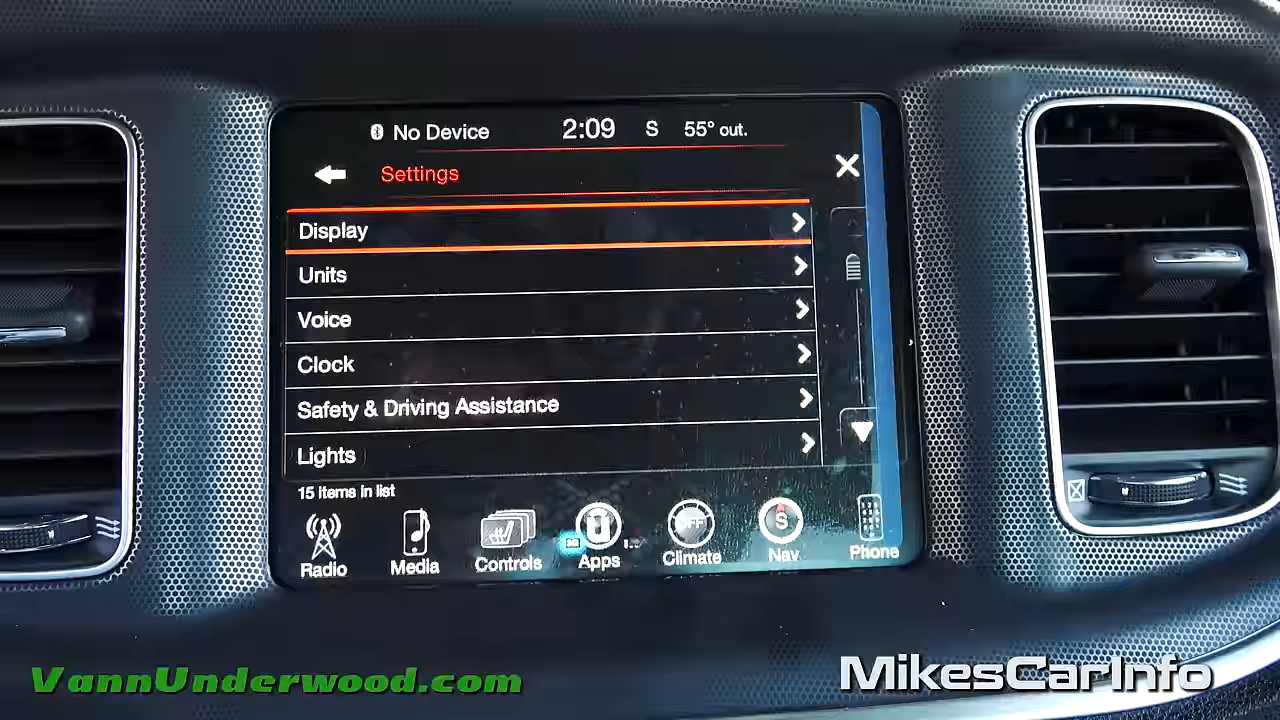 No Device 2:09 S 55° out.
Settings
Display
Units
Voice
Clock
Safety & Driving Assistance
Lights
15 items in list
OFF S
Radio Media Controls Apps Climate Nav Phone
VannUnderwood.com
MikesCarInfo